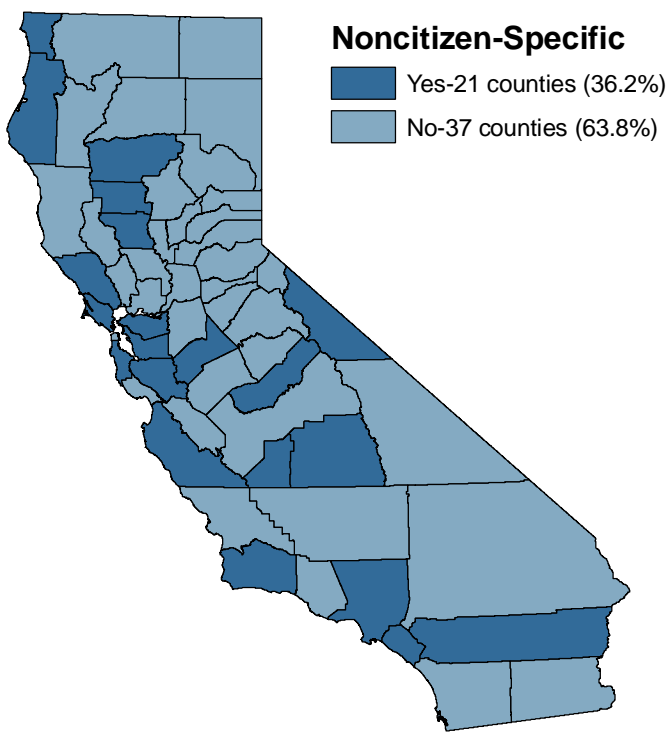 Noncitizen-Specific
Yes-21 counties (36.2%)
No-37 counties (63.8%)